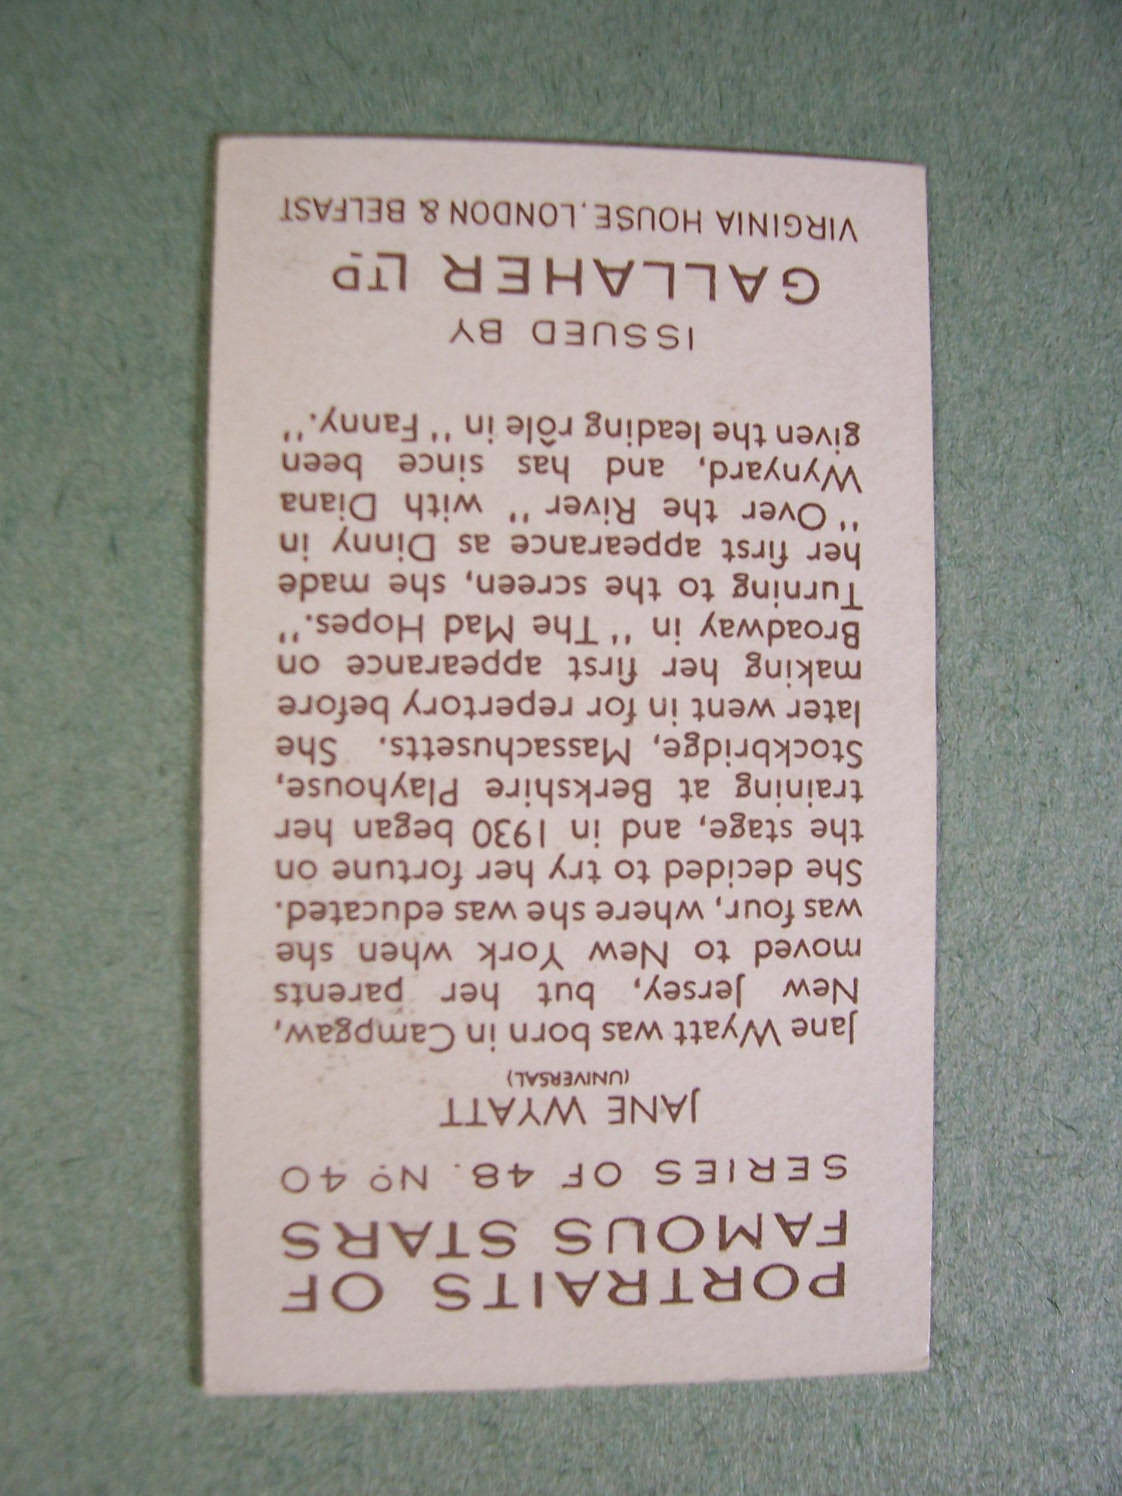 PORTRAITS OF
FAMOUS STARS
SERIES OF 48. No 40
JANE WYATT
(UNIVERSAL)
Jane Wyatt was born in Campgaw,
New Jersey, but her parents
moved to New York when she
was four, where she was educated.
She decided to try her fortune on
the stage, and in 1930 began her
training at Berkshire Playhouse,
Stockbridge, Massachusetts. She
later went in for repertory before
making her first appearance on
Broadway in "The Mad Hopes."
Turning to the screen, she made
her first appearance as Dinny in
"Over the River" with Diana
Wynyard, and has since been
given the leading rôle in "Fanny."
ISSUED BY
GALLAHER LTD
VIRGINIA HOUSE, LONDON & BELFAST